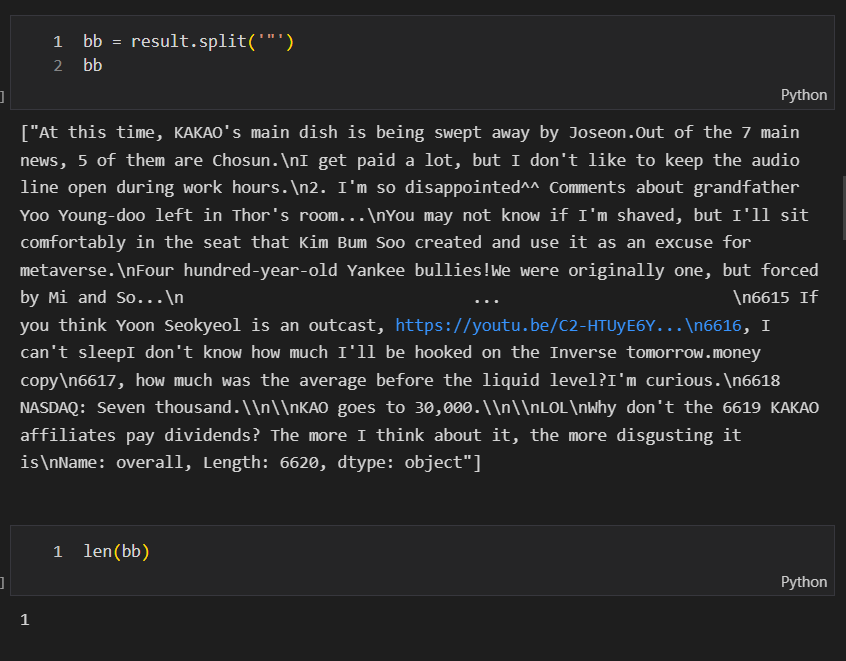 1 bb = result.split('"')
2 bb
]
Python
["At this time, KAKAO's main dish is being swept away by Joseon.Out of the 7 main
news, 5 of them are Chosun.\nI get paid a lot, but I don't like to keep the audio
line open during work hours.\n2. I'm so disappointed^^ Comments about grandfather
Yoo Young-doo left in Thor's room...\nYou may not know if I'm shaved, but I'll sit
comfortably in the seat that Kim Bum Soo created and use it as an excuse for
metaverse.\nFour hundred-year-old Yankee bullies!We were originally one, but forced
by Mi and So...\n ... \n6615 If
you think Yoon Seokyeol is an outcast, https://youtu.be/C2-HTUyE6Y...\n6616, I
can't sleepI don't know how much I'll be hooked on the Inverse tomorrow.money
copy\n6617, how much was the average before the liquid level?I'm curious.\n6618
NASDAQ: Seven thousand.\\n\\nKAO goes to 30,000.\\n\\nLOL\nWhy don't the 6619 KAKAO
affiliates pay dividends? The more I think about it, the more disgusting it
is\nName: overall, Length: 6620, dtype: object"]
1 len(bb)
]
Python
1